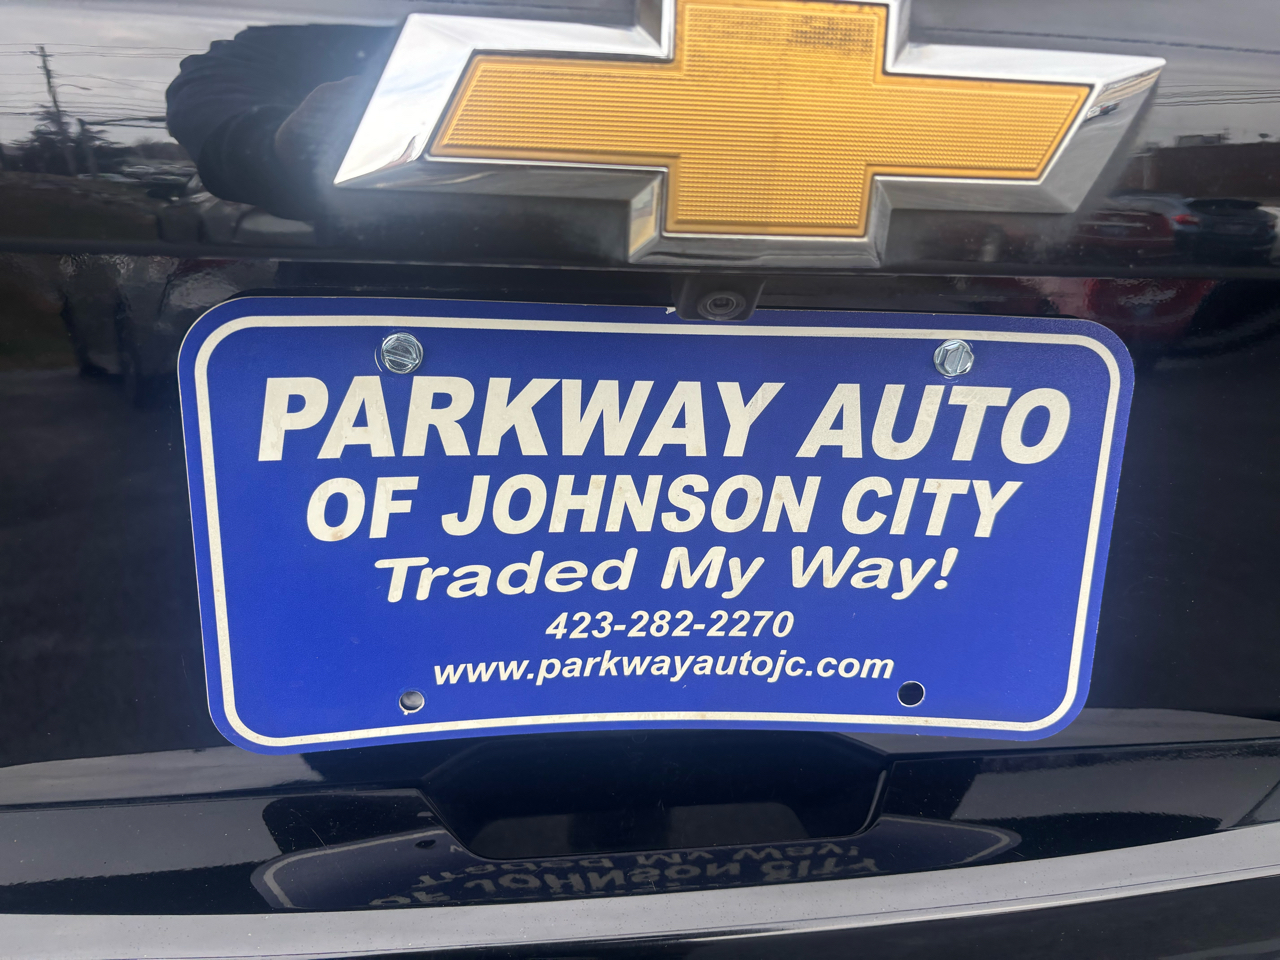 PARKWAY AUTO
OF JOHNSON CITY
Traded My Way!
423-282-2270
www.parkwayautojc.com